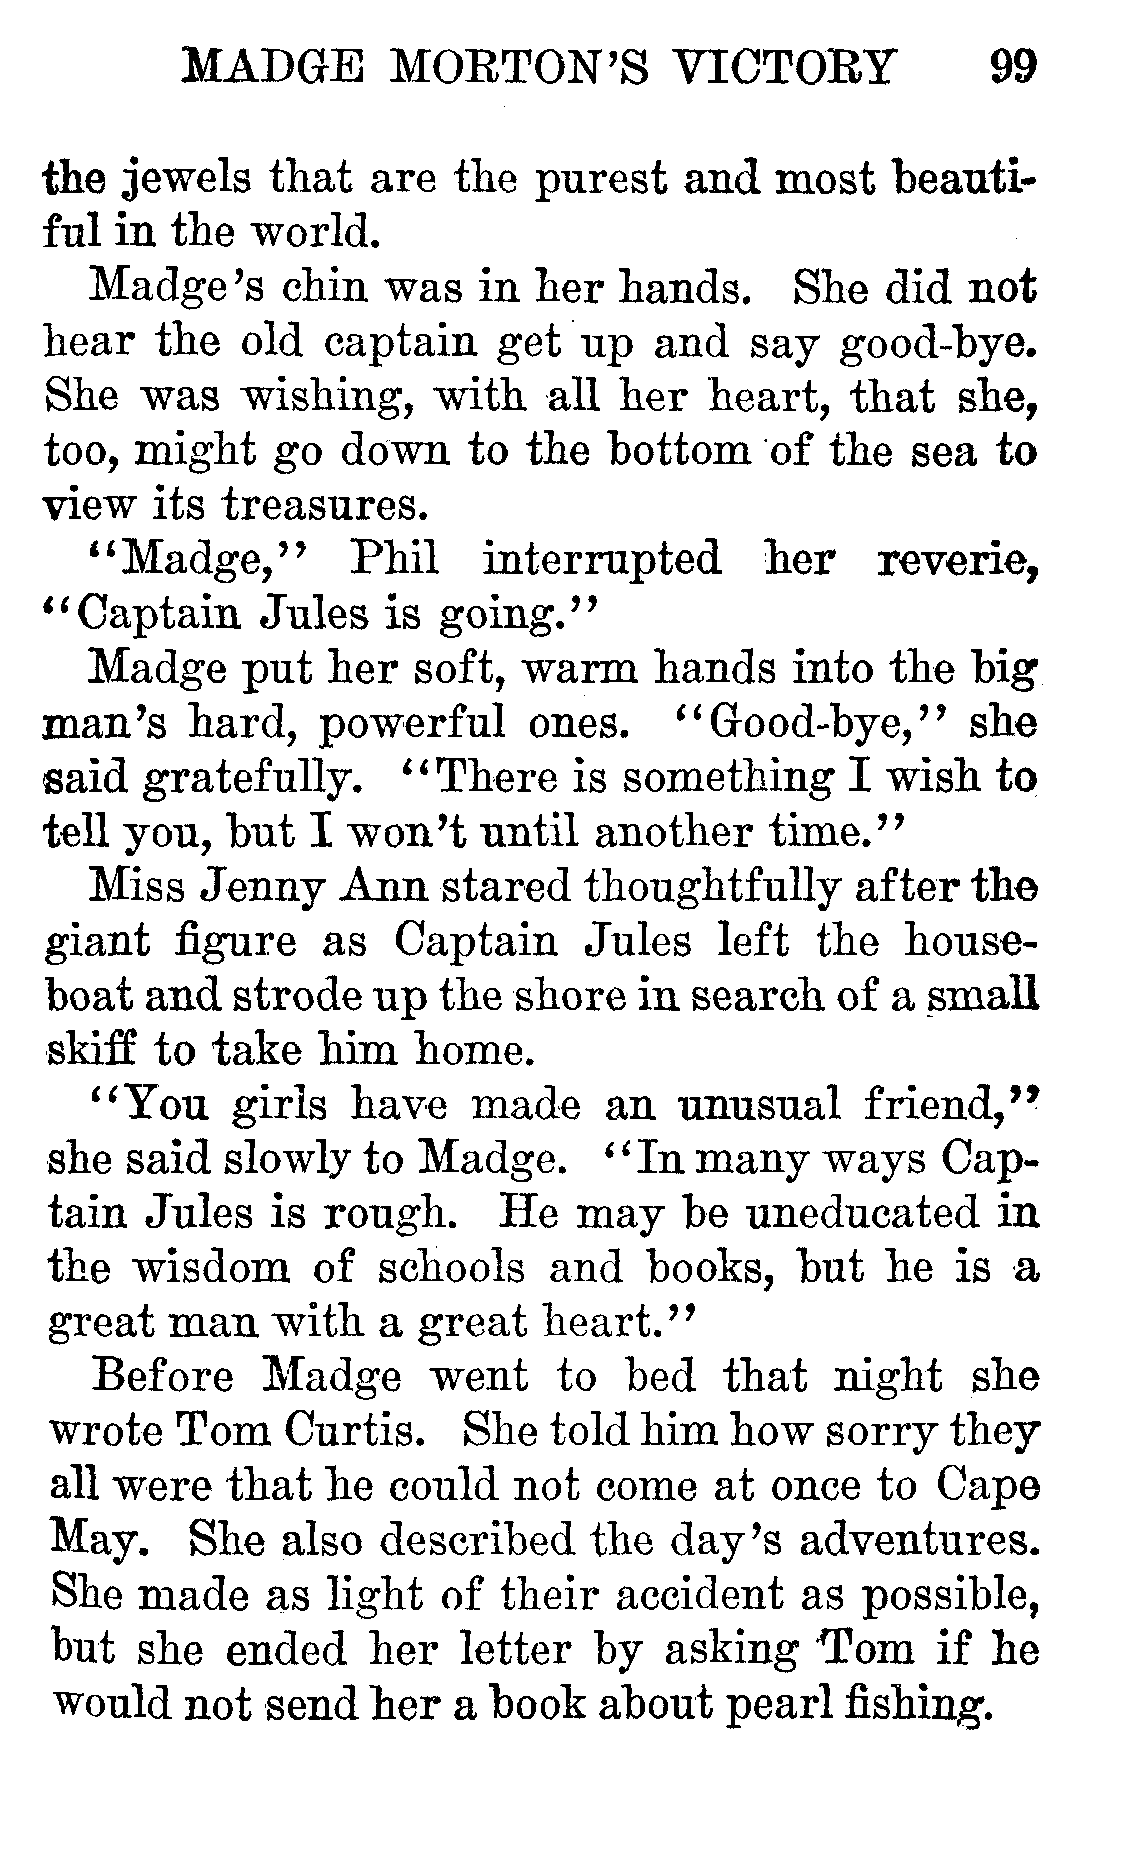 MADGE MORTON'S VICTORY 99
the jewels that are the purest and most beauti-
ful in the world.
Madge's chin was in her hands. She did not
hear the old captain get up and say good-bye.
She was wishing, with all her heart, that she,
too, might go down to the bottom of the sea to
view its treasures.
"Madge," Phil interrupted her reverie,
"Captain Jules is going."
Madge put her soft, warm hands into the big
man's hard, powerful ones. "Good-bye," she
said gratefully. "There is something I wish to
tell you, but I won't until another time."
Miss Jenny Ann stared thoughtfully after the
giant figure as Captain Jules left the house-
boat and strode up the shore in search of a small
skiff to take him home.
"You girls have made an unusual friend,"
she said slowly to Madge. "In many ways Cap-
tain Jules is rough. He may be uneducated in
the wisdom of schools and books, but he is a
great man with a great heart."
Before Madge went to bed that night she
wrote Tom Curtis. She told him how sorry they
all were that he could not come at once to Cape
May. She also described the day's adventures.
She made as light of their accident as possible,
but she ended her letter by asking Tom if he
would not send her a book about pearl fishing.